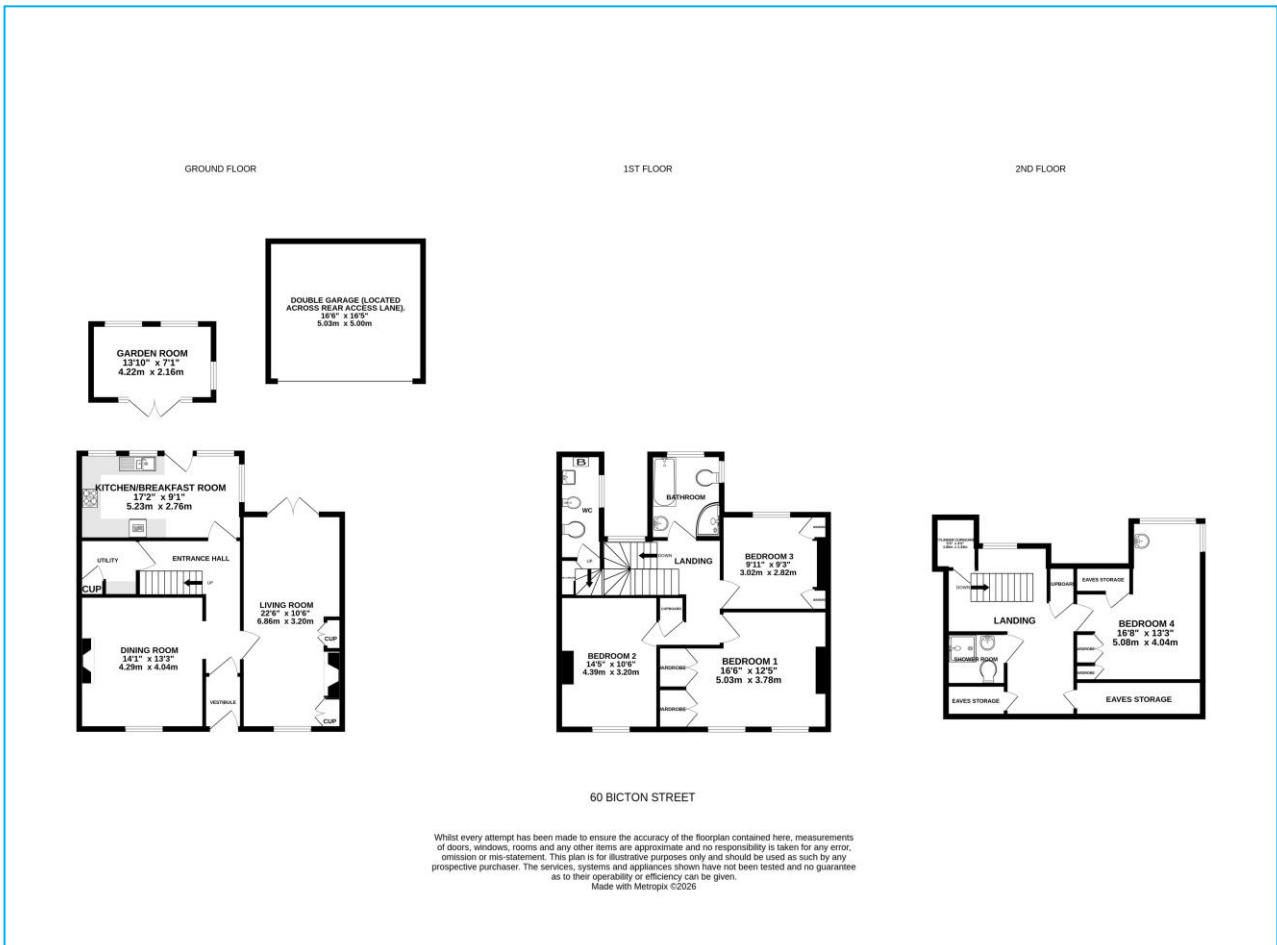 GROUND FLOOR
DOUBLE GARAGE (LOCATED
ACROSS REAR ACCESS LANE).
16'6" x 16'5"
5.03m x 5.00m
GARDEN ROOM
13'10" x 7'1"
4.22m x 2.16m
KITCHEN/BREAKFAST ROOM
17'2" x 9'1"
5.23m x 2.76m
UTILITY
ENTRANCE HALL
CUP
UP
LIVING ROOM
22'6" x 10'6"
6.86m x 3.20m
CUP
DINING ROOM
14'1" x 13'3"
4.29m x 4.04m
VESTIBULE
CUP
1ST FLOOR
B
WC
BATHROOM
DOWN
LANDING
UP
BEDROOM 3
9'11" x 9'3"
3.02m x 2.82m
CUPBOARD
BEDROOM 2
14'5" x 10'6"
4.39m x 3.20m
WARDROBE
BEDROOM 1
16'6" x 12'5"
5.03m x 3.78m
WARDROBE
2ND FLOOR
DOWN
CUPBOARD
EAVES STORAGE
LANDING
BEDROOM 4
16'8" x 13'3"
5.08m x 4.04m
SHOWER ROOM
WARDROBE
WARDROBE
EAVES STORAGE
EAVES STORAGE
60 BICTON STREET
Whilst every attempt has been made to ensure the accuracy of the floorplan contained here, measurements
of doors, windows, rooms and any other items are approximate and no responsibility is taken for any error,
omission or mis-statement. This plan is for illustrative purposes only and should be used as such by any
prospective purchaser. The services, systems and appliances shown have not been tested and no guarantee
as to their operability or efficiency can be given.
Made with Metropix ©2026